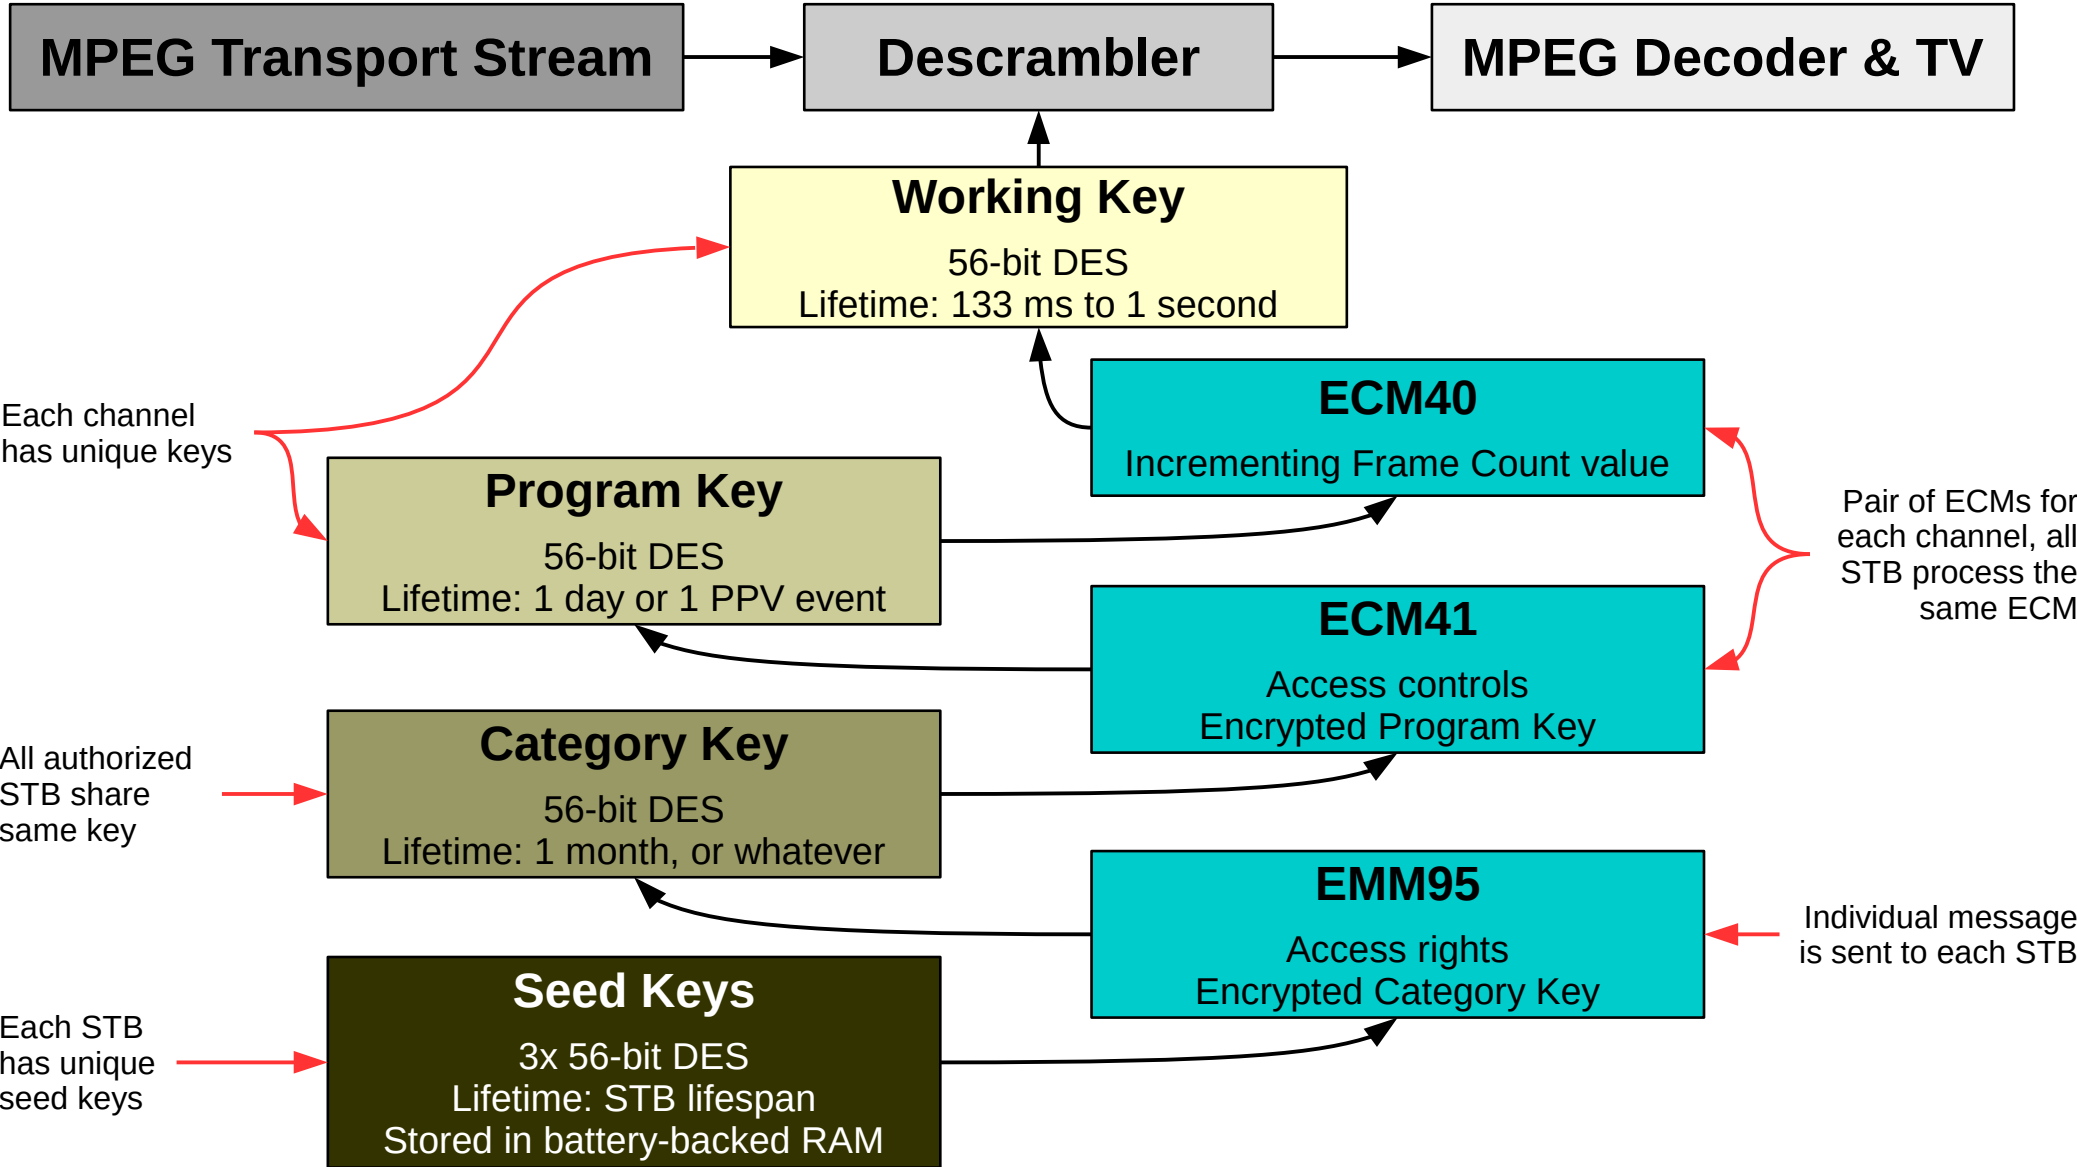 MPEG Transport Stream
Descrambler
MPEG Decoder & TV
Working Key
56-bit DES
Lifetime: 133 ms to 1 second
ECM40
Incrementing Frame Count value
Each channel
has unique keys
Program Key
56-bit DES
Lifetime: 1 day or 1 PPV event
Pair of ECMs for
each channel, all
STB process the
same ECM
ECM41
Access controls
Encrypted Program Key
All authorized
STB share
same key
Category Key
56-bit DES
Lifetime: 1 month, or whatever
EMM95
Access rights
Encrypted Category Key
Individual message
is sent to each STB
Each STB
has unique
seed keys
Seed Keys
3x 56-bit DES
Lifetime: STB lifespan
Stored in battery-backed RAM